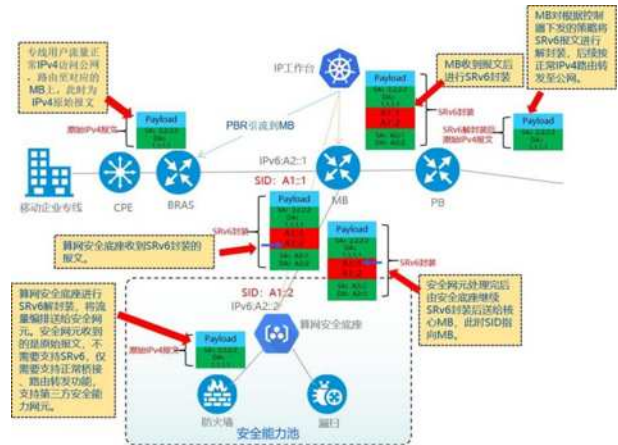 专线用户流量正
常IPv4访问公网
，路由至对应的
MB上，此时为
IPv4原始报文
Payload
原始IPv4报文
IP工作台
PBR引流到MB
Payload
SRv6封装
MB收到报文后
进行SRv6封装
MB对根据控制
器下发的策略将
SRv6报文进行
解封装，后续按
正常IPv4路由转
发至公网。
Payload
SRv6解封装后
原始IPv4报文
IPv6:A2::1
SID: A1::1
移动企业专线
CPE
BRAS
MB
PB
算网安全底座收到SRv6封装的
报文。
SRv6封装
Payload
Payload
SRv6封装
安全网元处理完后
由安全底座继续
SRv6封装后送给核
心MB，此时SID指
向MB。
SID: A1::2
IPv6:A2::2
算网安全底座
算网安全底座进行
SRv6解封装，将流
量编排送给安全网
元。安全网元收到
的是原始报文，不
需要支持SRv6，仅
需要支持正常桥接
、路由转发功能，
支持第三方安全能
力网元。
Payload
原始IPv4报文
防火墙
漏扫
安全能力池